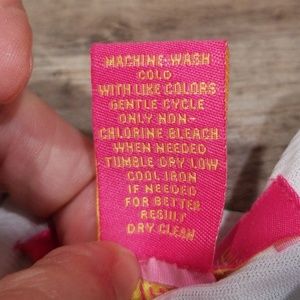 MACHINE WASH
COLD
WITH LIKE COLORS
GENTLE CYCLE
ONLY NON-
CHLORINE BLEACH
WHEN NEEDED
TUMBLE DRY LOW
COOL IRON
IF NEEDED
FOR BETTER
RESULT
DRY CLEAN